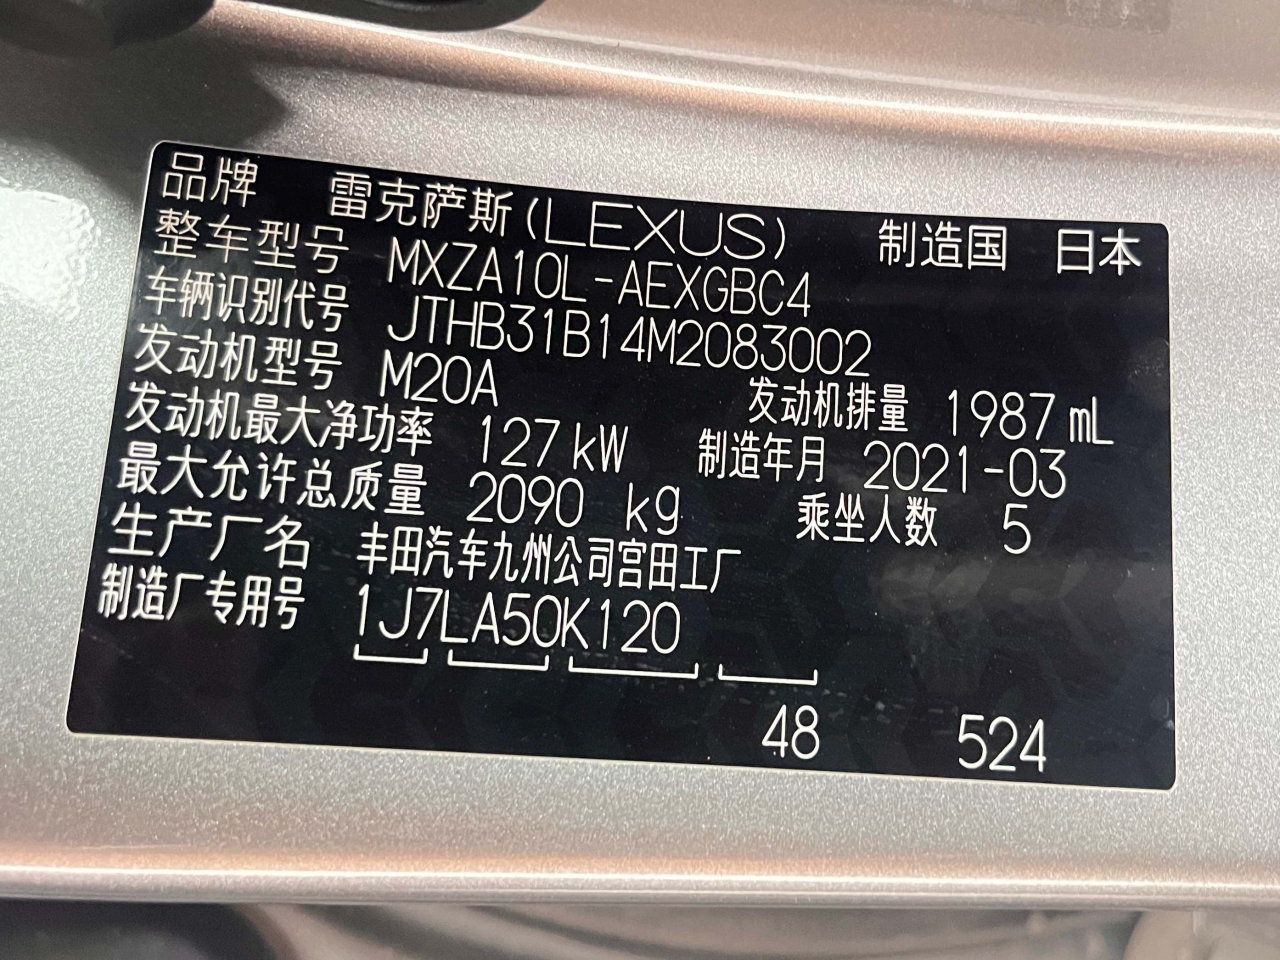 品牌 雷克萨斯(LEXUS) 制造国 日本
整车型号 MXZA10L-AEXGBC4
车辆识别代号 JTHB31B14M2083002
发动机型号 M20A 发动机排量 1987 mL
发动机最大净功率 127 kW 制造年月 2021-03
最大允许总质量 2090 kg 乘坐人数 5
生产厂名 丰田汽车九州公司宫田工厂
制造厂专用号 1J7LA50K120
48 524